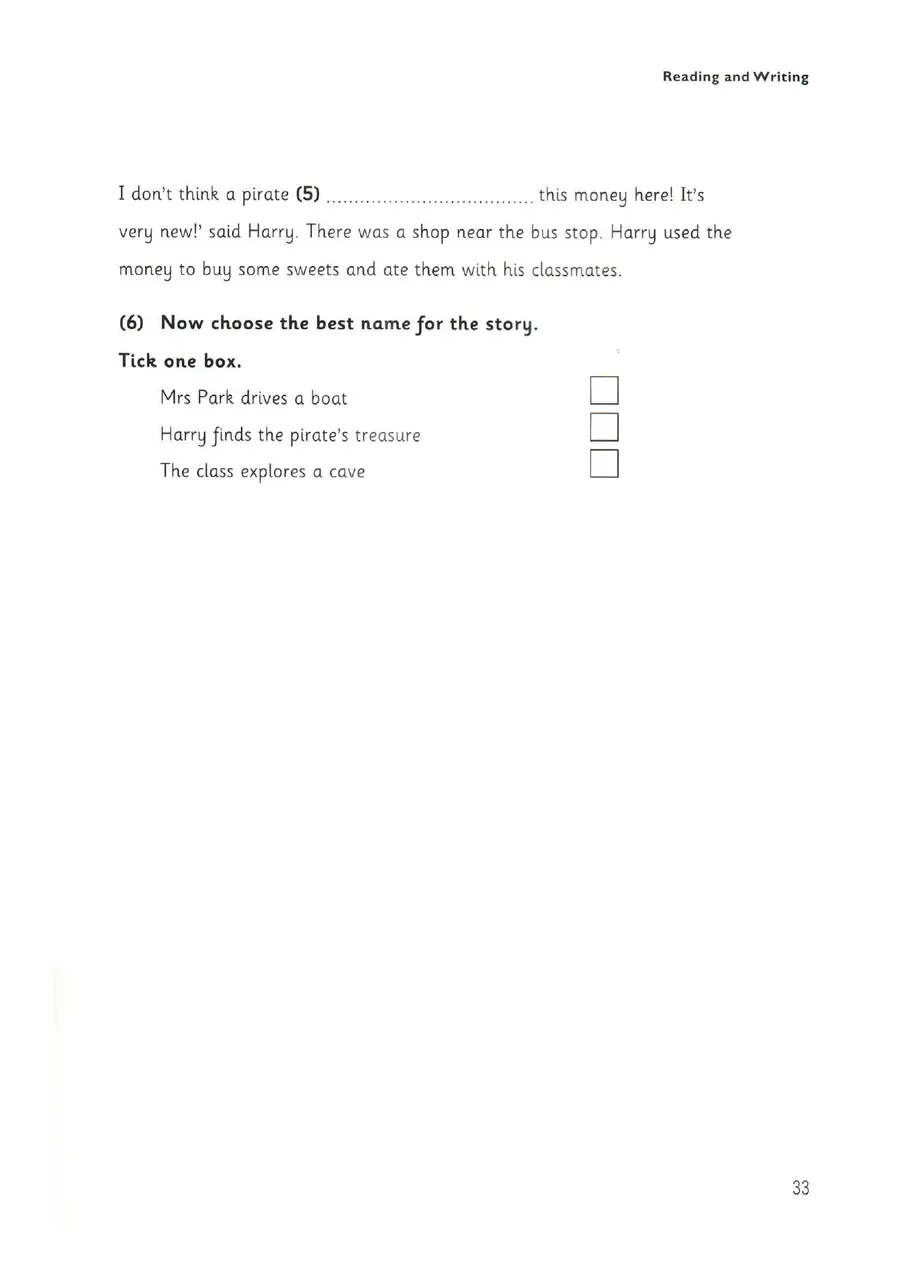 Reading and Writing
I don't think a pirate (5) ...................................... this money here! It's
very new!' said Harry. There was a shop near the bus stop. Harry used the
money to buy some sweets and ate them with his classmates.
(6) Now choose the best name for the story.
Tick one box.
Mrs Park drives a boat
Harry finds the pirate's treasure
The class explores a cave
33